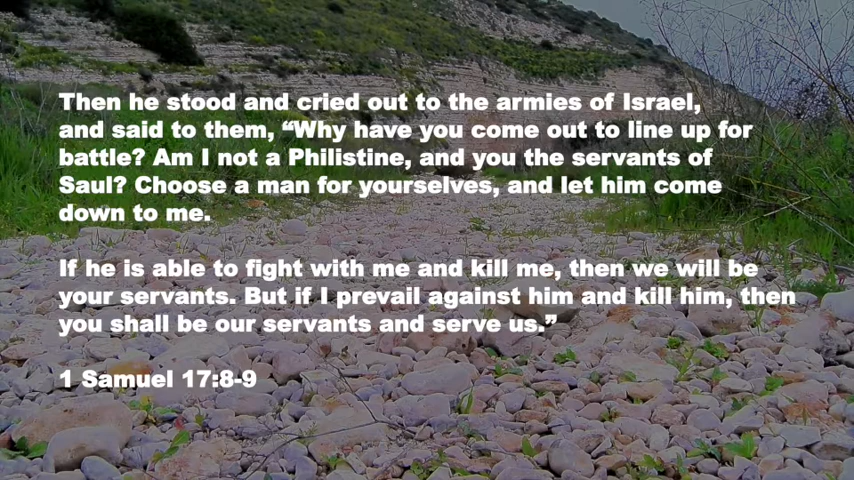 Then he stood and cried out to the armies of Israel,
and said to them, “Why have you come out to line up for
battle? Am I not a Philistine, and you the servants of
Saul? Choose a man for yourselves, and let him come
down to me.
If he is able to fight with me and kill me, then we will be
your servants. But if I prevail against him and kill him, then
you shall be our servants and serve us.”
1 Samuel 17:8-9